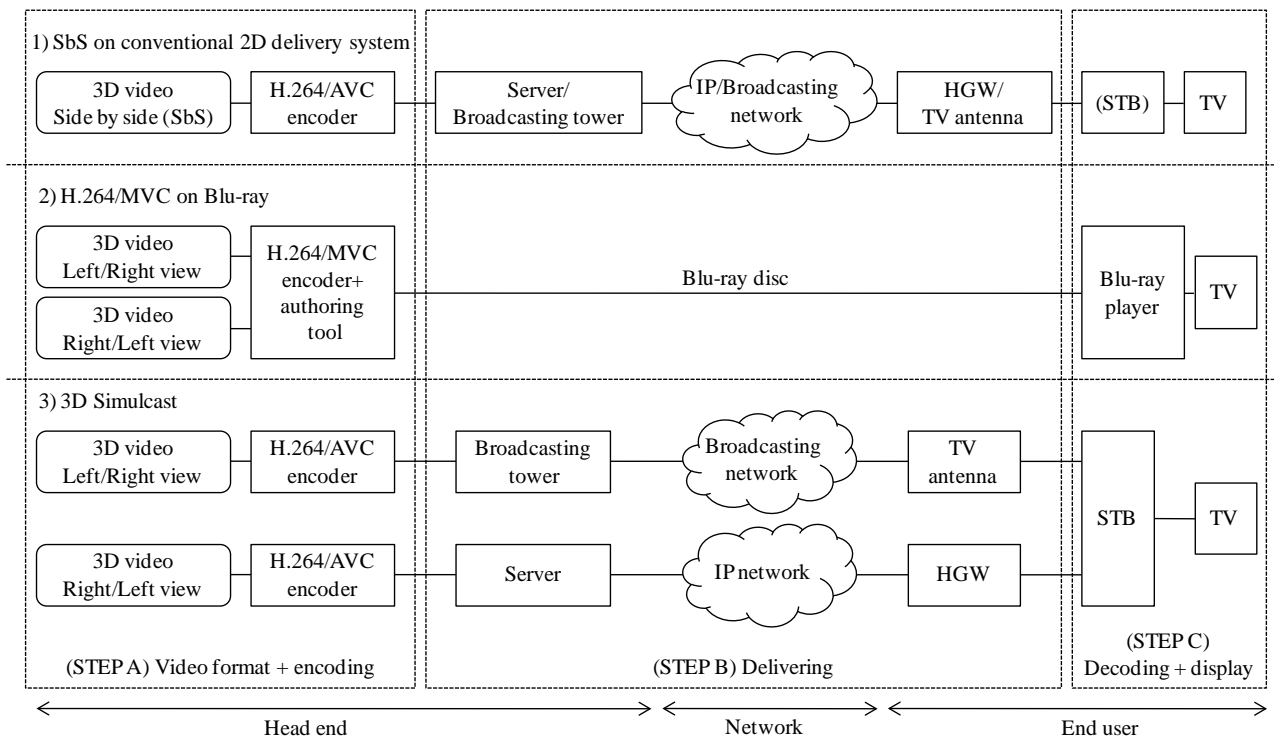 1) SbS on conventional 2D delivery system
3D video
Side by side (SbS)
H.264/AVC
encoder
Server/
Broadcasting tower
IP/Broadcasting
network
HGW/
TV antenna
(STB)
TV
2) H.264/MVC on Blu-ray
3D video
Left/Right view
3D video
Right/Left view
H.264/MVC
encoder+
authoring
tool
Blu-ray disc
Blu-ray
player
TV
3) 3D Simulcast
3D video
Left/Right view
H.264/AVC
encoder
Broadcasting
tower
Broadcasting
network
TV
antenna
3D video
Right/Left view
H.264/AVC
encoder
Server
IP network
HGW
STB
TV
(STEP A) Video format + encoding
(STEP B) Delivering
(STEP C)
Decoding + display
Head end
Network
End user